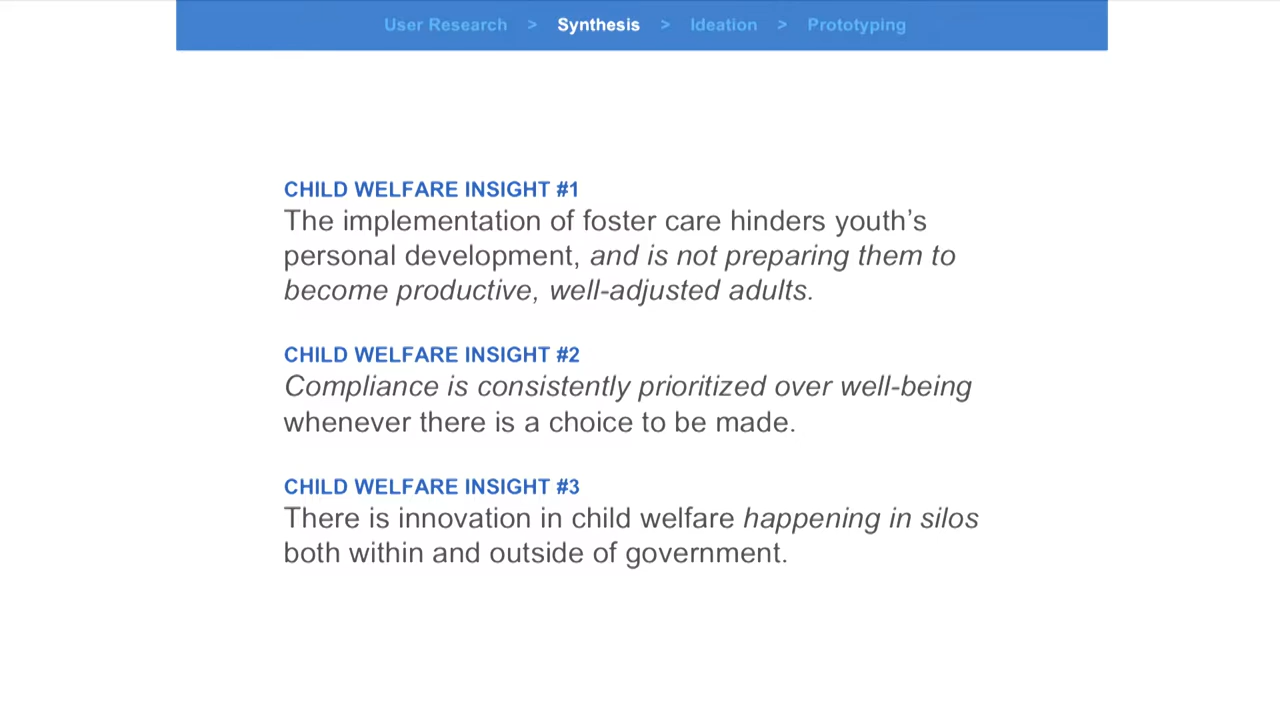 User Research > Synthesis > Ideation > Prototyping
CHILD WELFARE INSIGHT #1
The implementation of foster care hinders youth’s
personal development, and is not preparing them to
become productive, well-adjusted adults.
CHILD WELFARE INSIGHT #2
Compliance is consistently prioritized over well-being
whenever there is a choice to be made.
CHILD WELFARE INSIGHT #3
There is innovation in child welfare happening in silos
both within and outside of government.